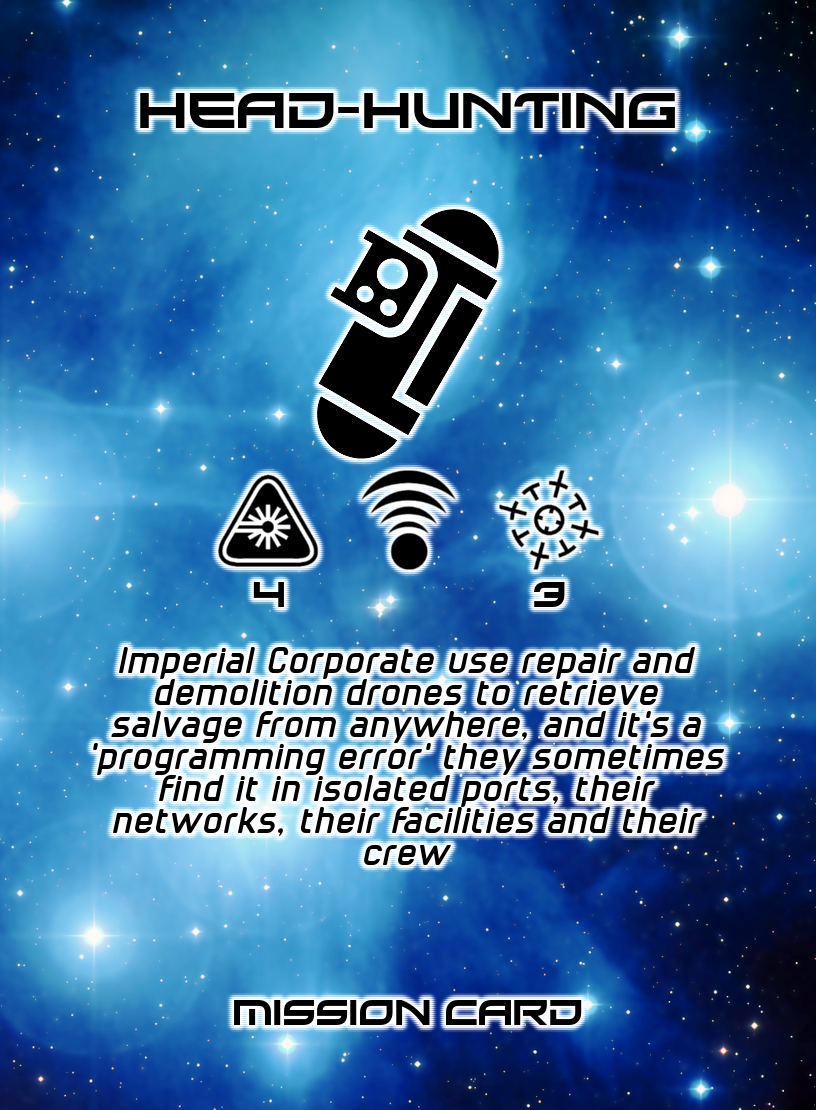 HEAD-HUNTING
4 3
Imperial Corporate use repair and
demolition drones to retrieve
salvage from anywhere, and it's a
'programming error' they sometimes
find it in isolated ports, their
networks, their facilities and their
crew
MISSION CARD